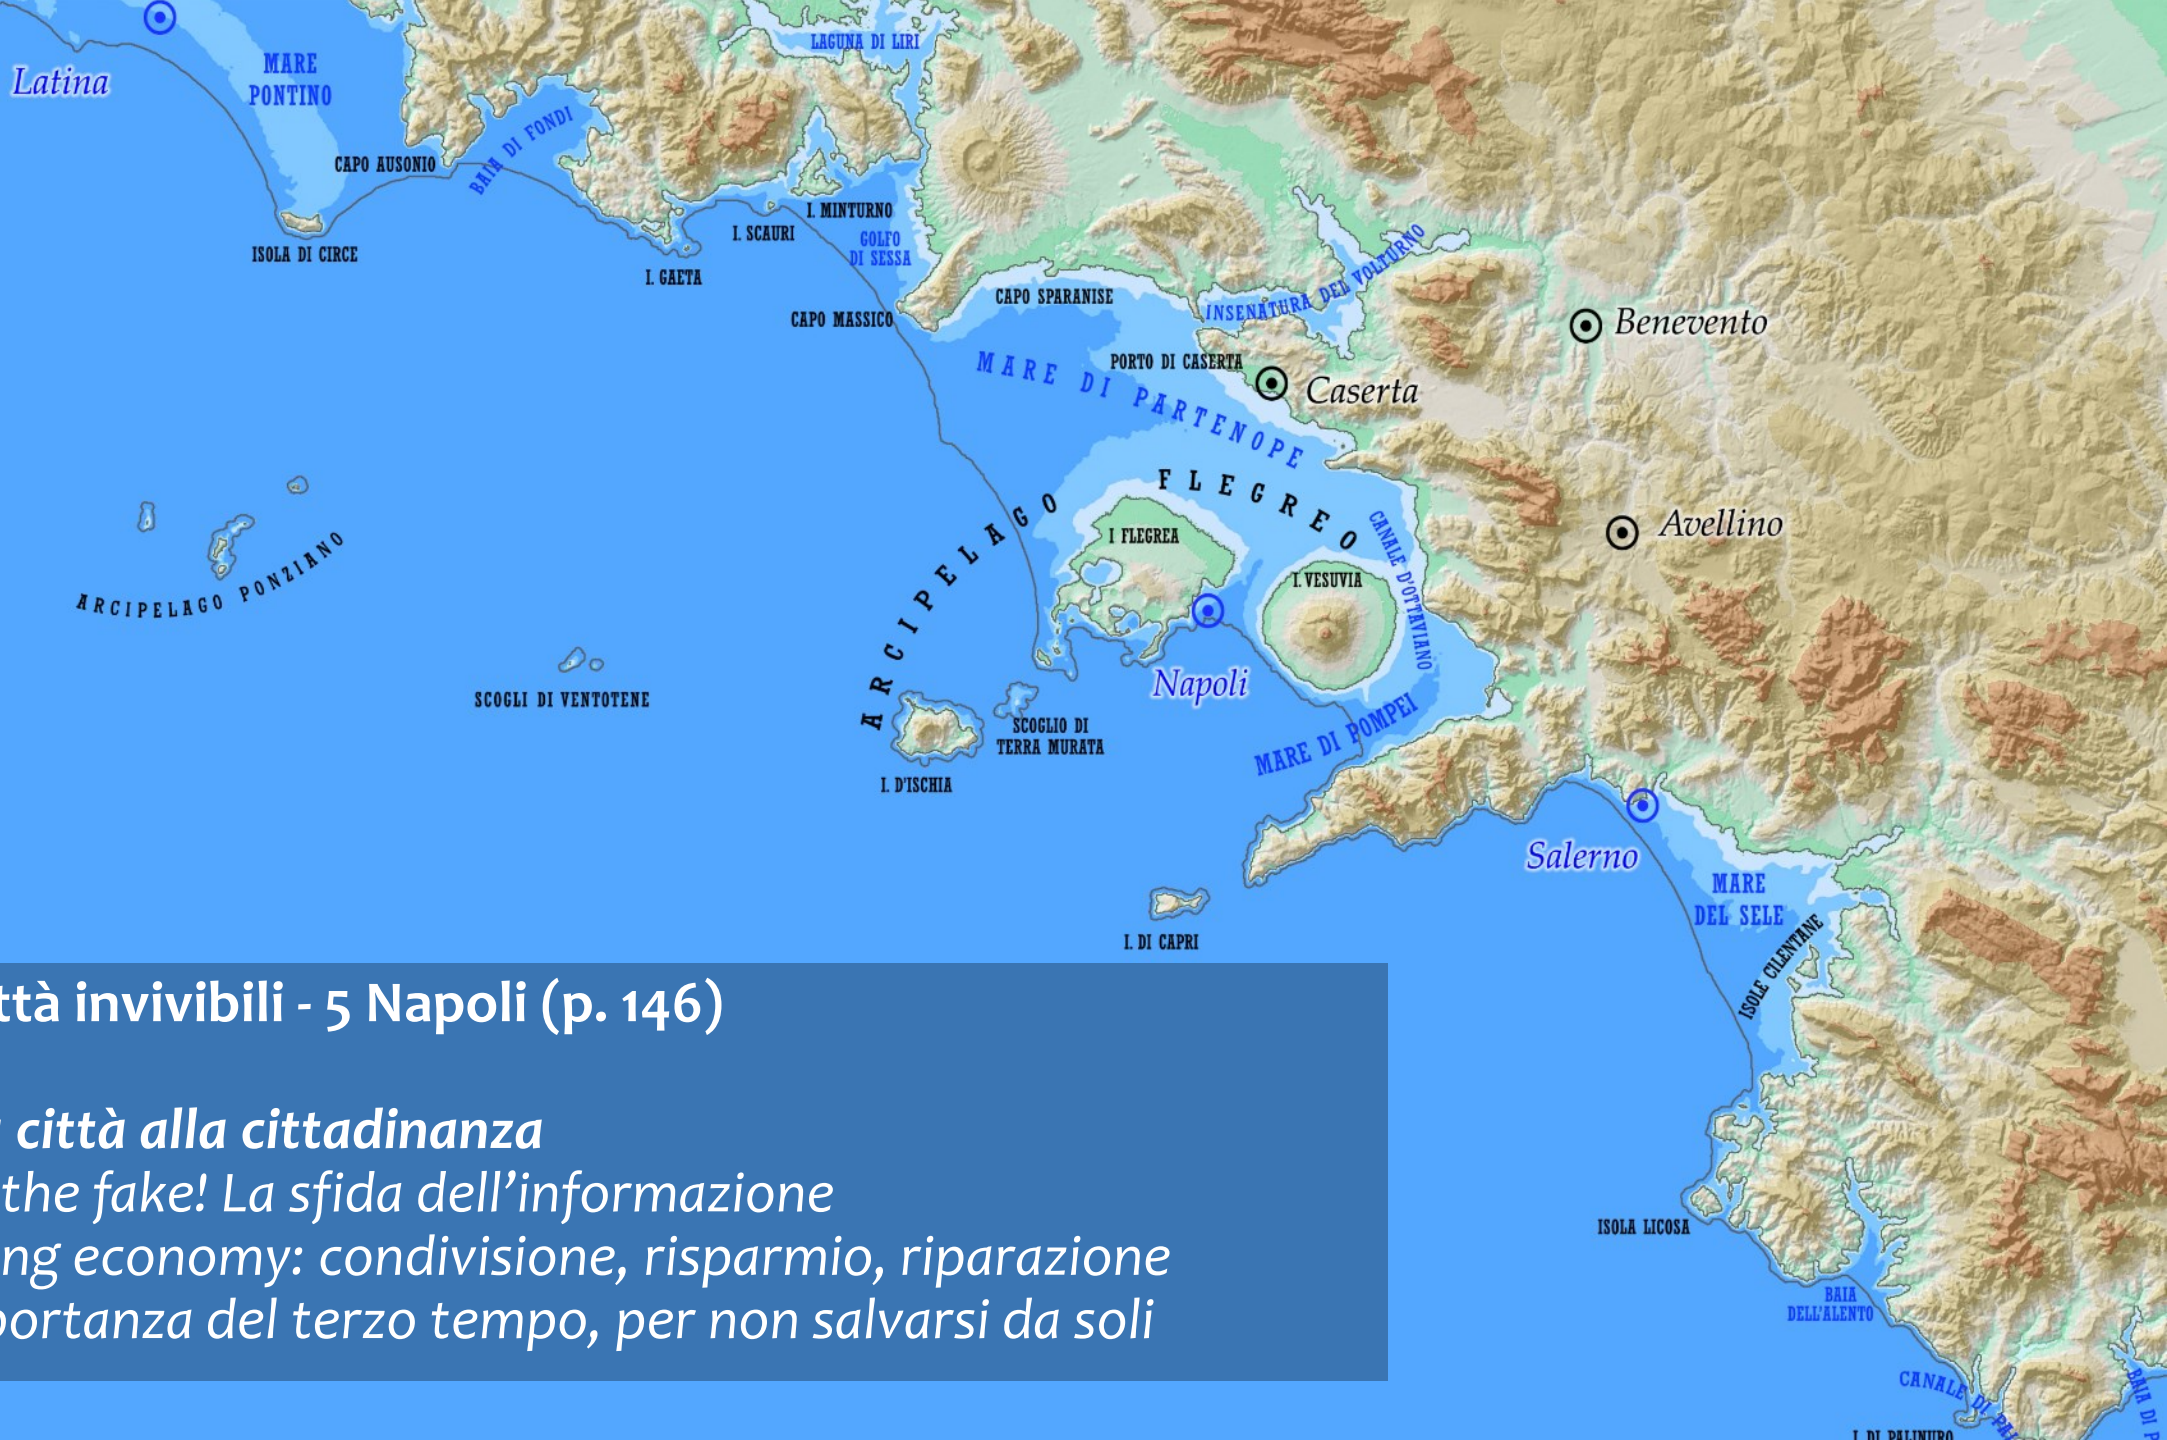 Latina
MARE
PONTINO
LAGUNA DI LIRI
CAPO AUSONIO
BAIA DI FONDI
ISOLA DI CIRCE
I. GAETA
I. SCAURI
I. MINTURNO
GOLFO
DI SESSA
CAPO MASSICO
CAPO SPARANISE
INSENATURA DEL VOLTURNO
MARE DI PARTENOPE
PORTO DI CASERTA
Caserta
Benevento
Avellino
ARCIPELAGO FLEGREO
I FLEGREA
I. VESUVIA
CANALE D'OTTAVIANO
Napoli
MARE DI POMPEI
ARCIPELAGO PONZIANO
SCOGLI DI VENTOTENE
SCOGLIO DI
TERRA MURATA
I. D'ISCHIA
I. DI CAPRI
Salerno
MARE
DEL SELE
ISOLE CILENTANE
ISOLA LICOSA
BAIA
DELL'ALENTO
CANALE DI
I. DI PALINURO
BAIA DI
ttà invivibili - 5 Napoli (p. 146)
città alla cittadinanza
the fake! La sfida dell’informazione
ng economy: condivisione, risparmio, riparazione
portanza del terzo tempo, per non salvarsi da soli